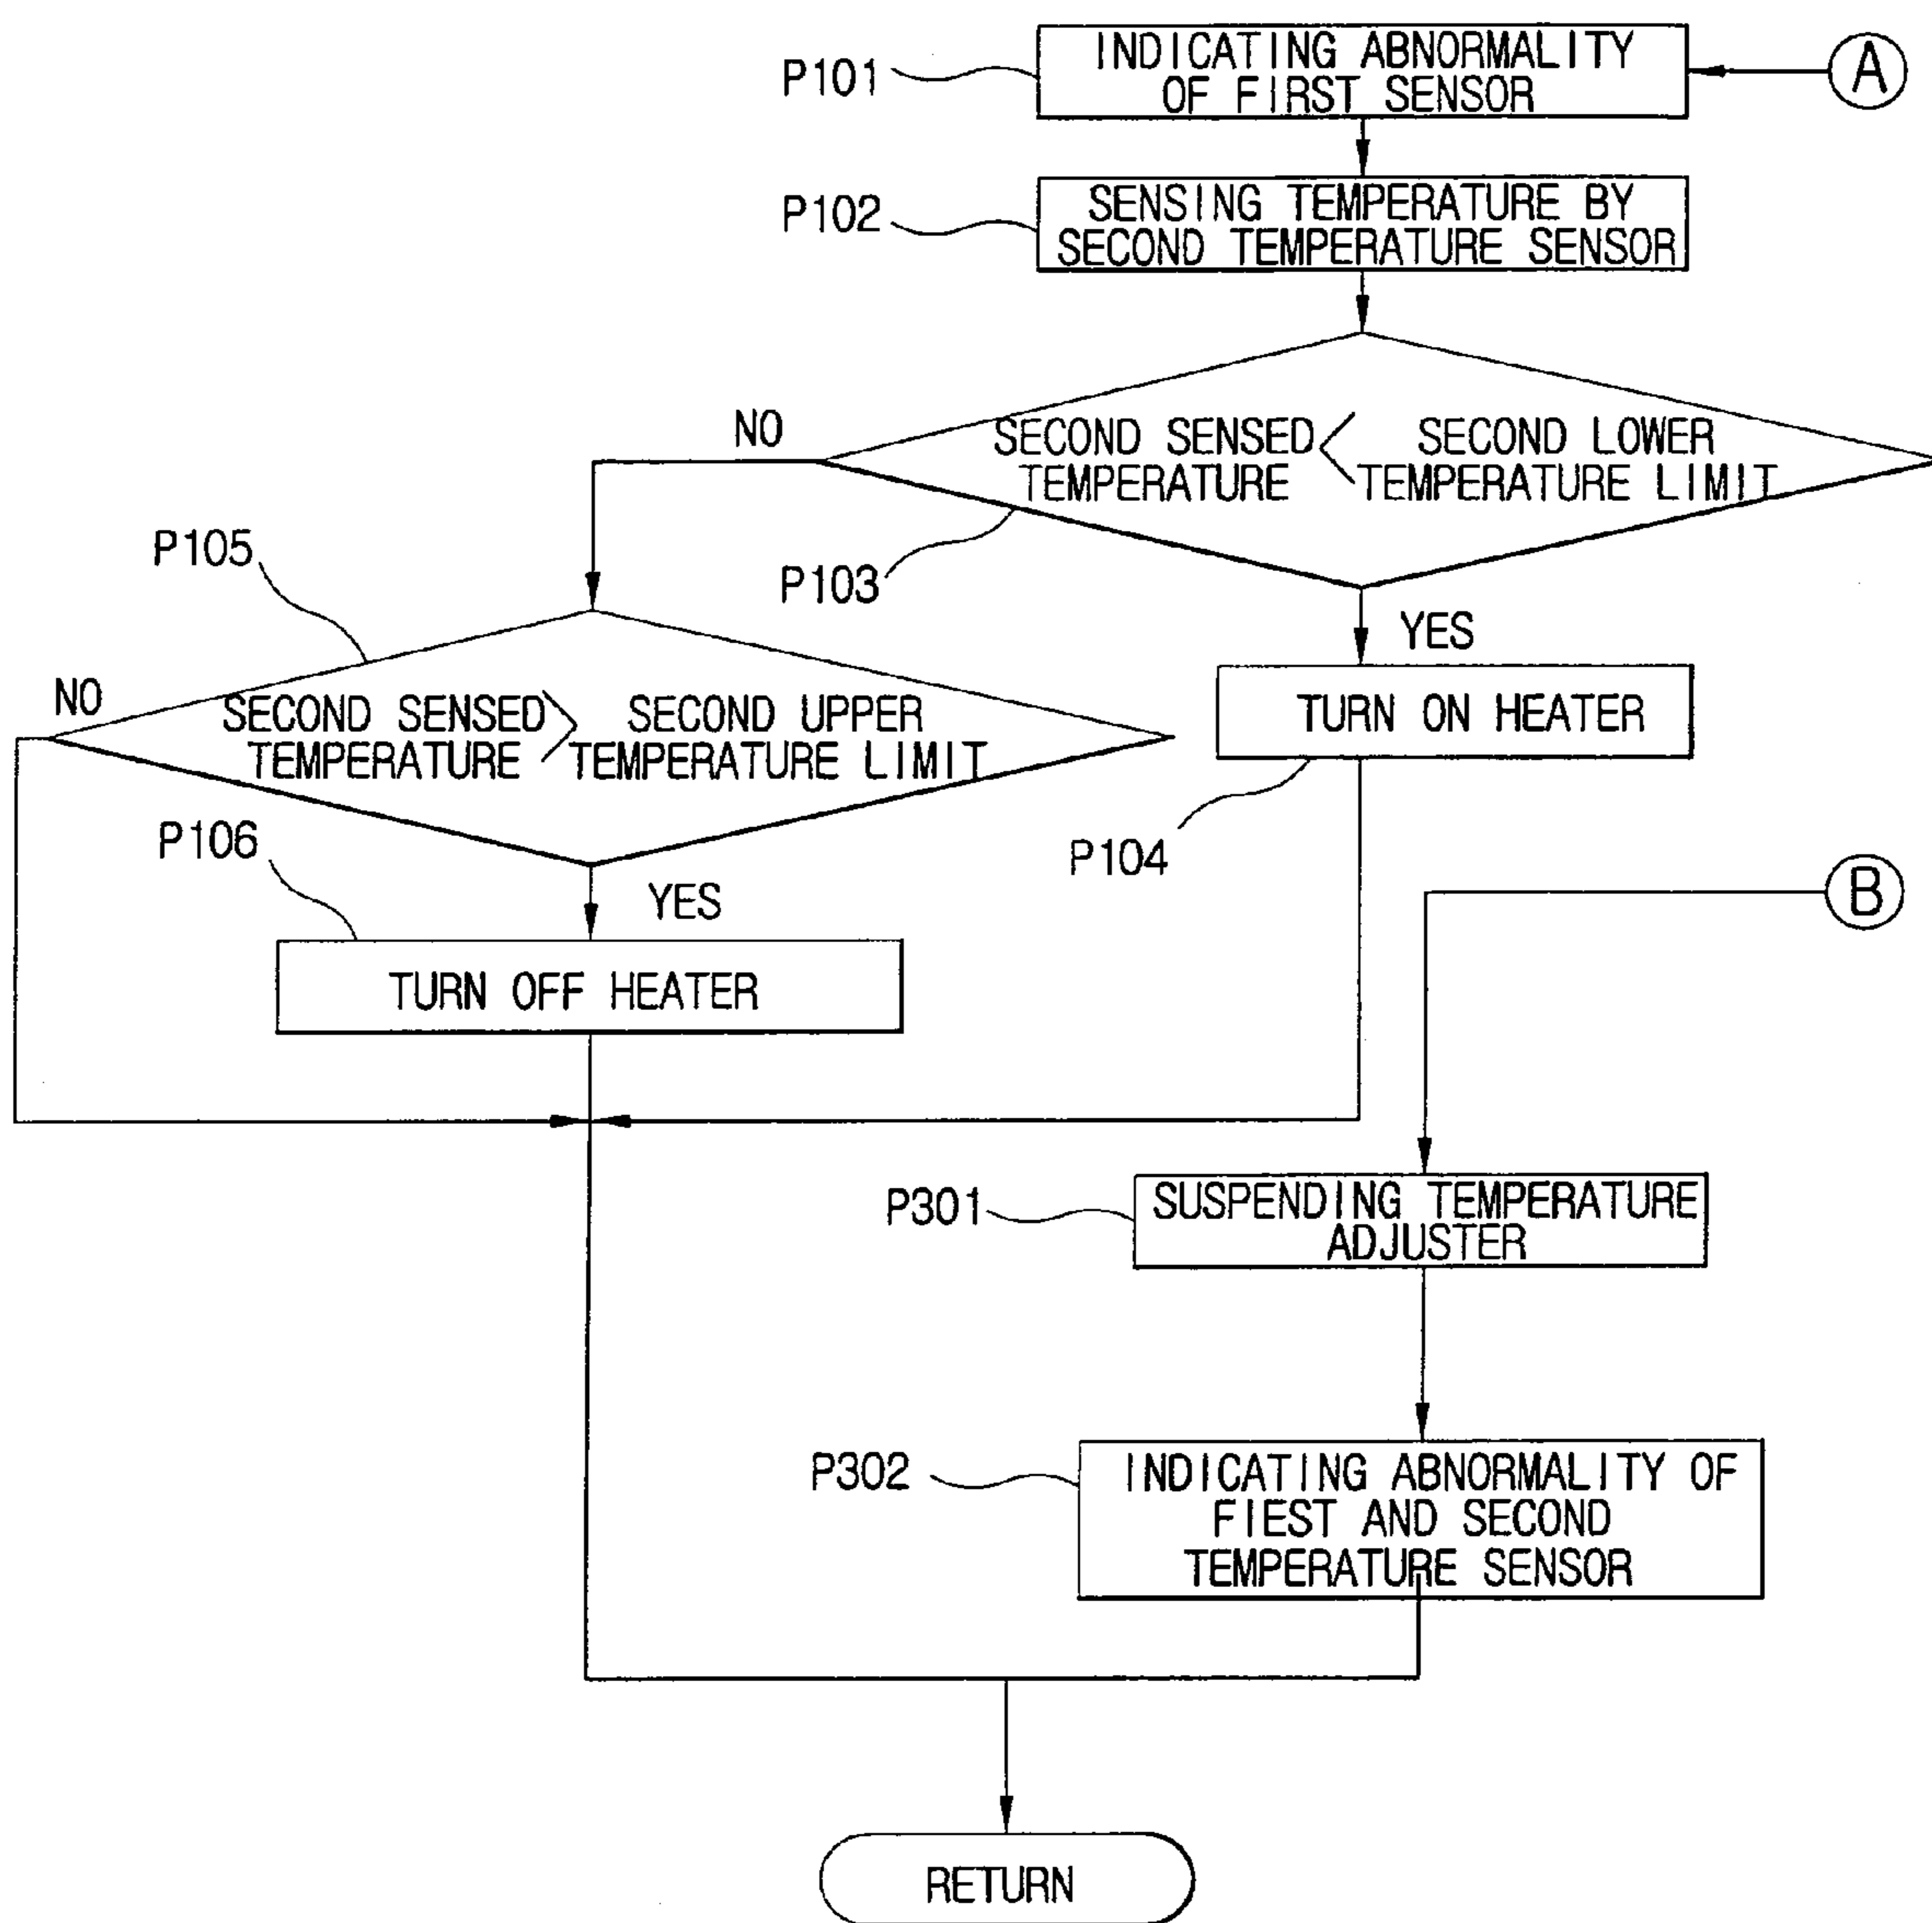 INDICATING ABNORMALITY
OF FIRST SENSOR
A
P101
SENSING TEMPERATURE BY
SECOND TEMPERATURE SENSOR
P102
NO
SECOND SENSED < SECOND LOWER
TEMPERATURE TEMPERATURE LIMIT
P103
YES
P105
NO
SECOND SENSED > SECOND UPPER
TEMPERATURE TEMPERATURE LIMIT
TURN ON HEATER
P104
P106
YES
TURN OFF HEATER
B
P301
SUSPENDING TEMPERATURE
ADJUSTER
P302
INDICATING ABNORMALITY OF
FIEST AND SECOND
TEMPERATURE SENSOR
RETURN